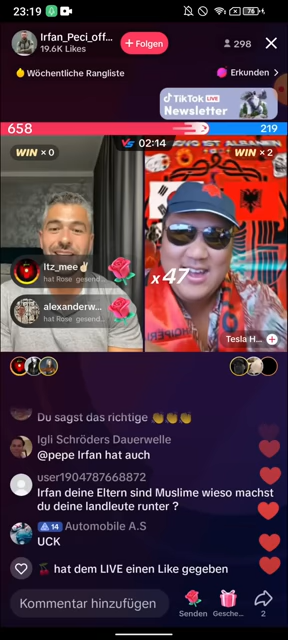 23:19
76
Irfan_Peci_off...
19.6K Likes
+ Folgen
298
Wöchentliche Rangliste
Erkunden >
TikTok LIVE
Newsletter
658
219
WIN × 0
VS 02:14
WIN × 2
Itz_mee✌🏻
hat Rose gesend...
x47
alexanderw...
hat Rose gesend...
Tesla H...
Du sagst das richtige 👏👏👏
Igli Schröders Dauerwelle
@pepe Irfan hat auch
user1904787668872
Irfan deine Eltern sind Muslime wieso machst
du deine landleute runter ?
14 Automobile A.S
UCK
🍒 hat dem LIVE einen Like gegeben
Kommentar hinzufügen
Senden
Gesche...
2